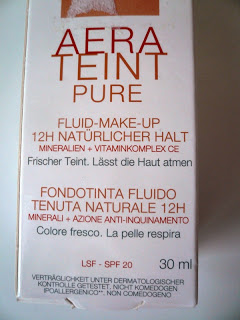 AERA
TEINT
PURE
FLUID-MAKE-UP
12H NATÜRLICHER HALT
MINERALIEN + VITAMINKOMPLEX CE
Frischer Teint. Lässt die Haut atmen
FONDOTINTA FLUIDO
TENUTA NATURALE 12H
MINERALI + AZIONE ANTI-INQUINAMENTO
Colore fresco. La pelle respira
LSF - SPF 20 30 ml
VERTRÄGLICHKEIT UNTER DERMATOLOGISCHER
KONTROLLE GETESTET. NICHT KOMEDOGEN
IPOALLERGENICO**. NON COMEDOGENO